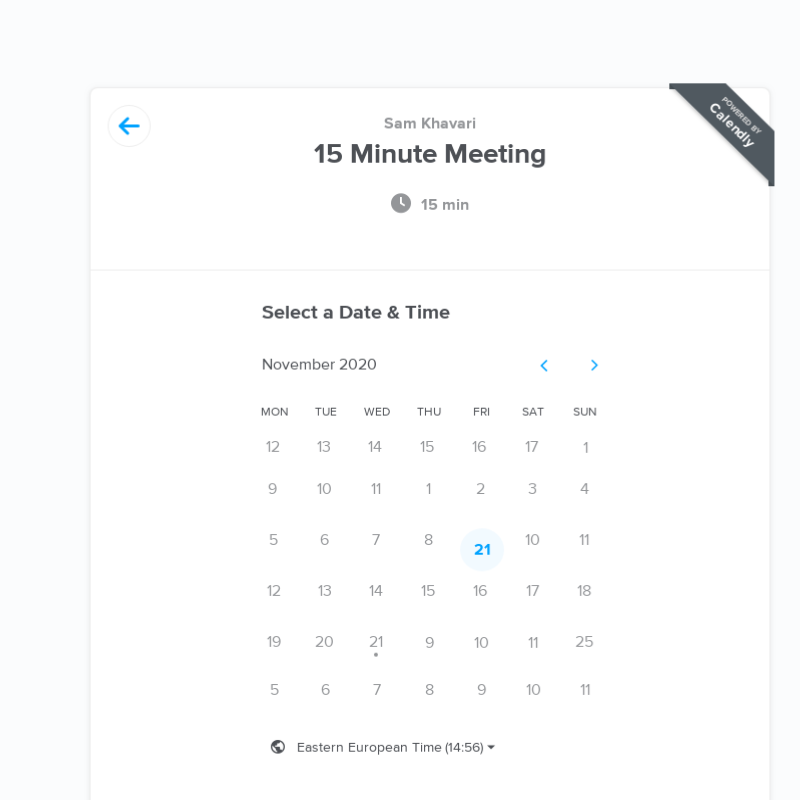 POWERED BY
Calendly
Sam Khavari
15 Minute Meeting
15 min
Select a Date & Time
November 2020
MON TUE WED THU FRI SAT SUN
12 13 14 15 16 17 1
9 10 11 1 2 3 4
5 6 7 8 21 10 11
12 13 14 15 16 17 18
19 20 21 9 10 11 25
5 6 7 8 9 10 11
Eastern European Time (14:56)